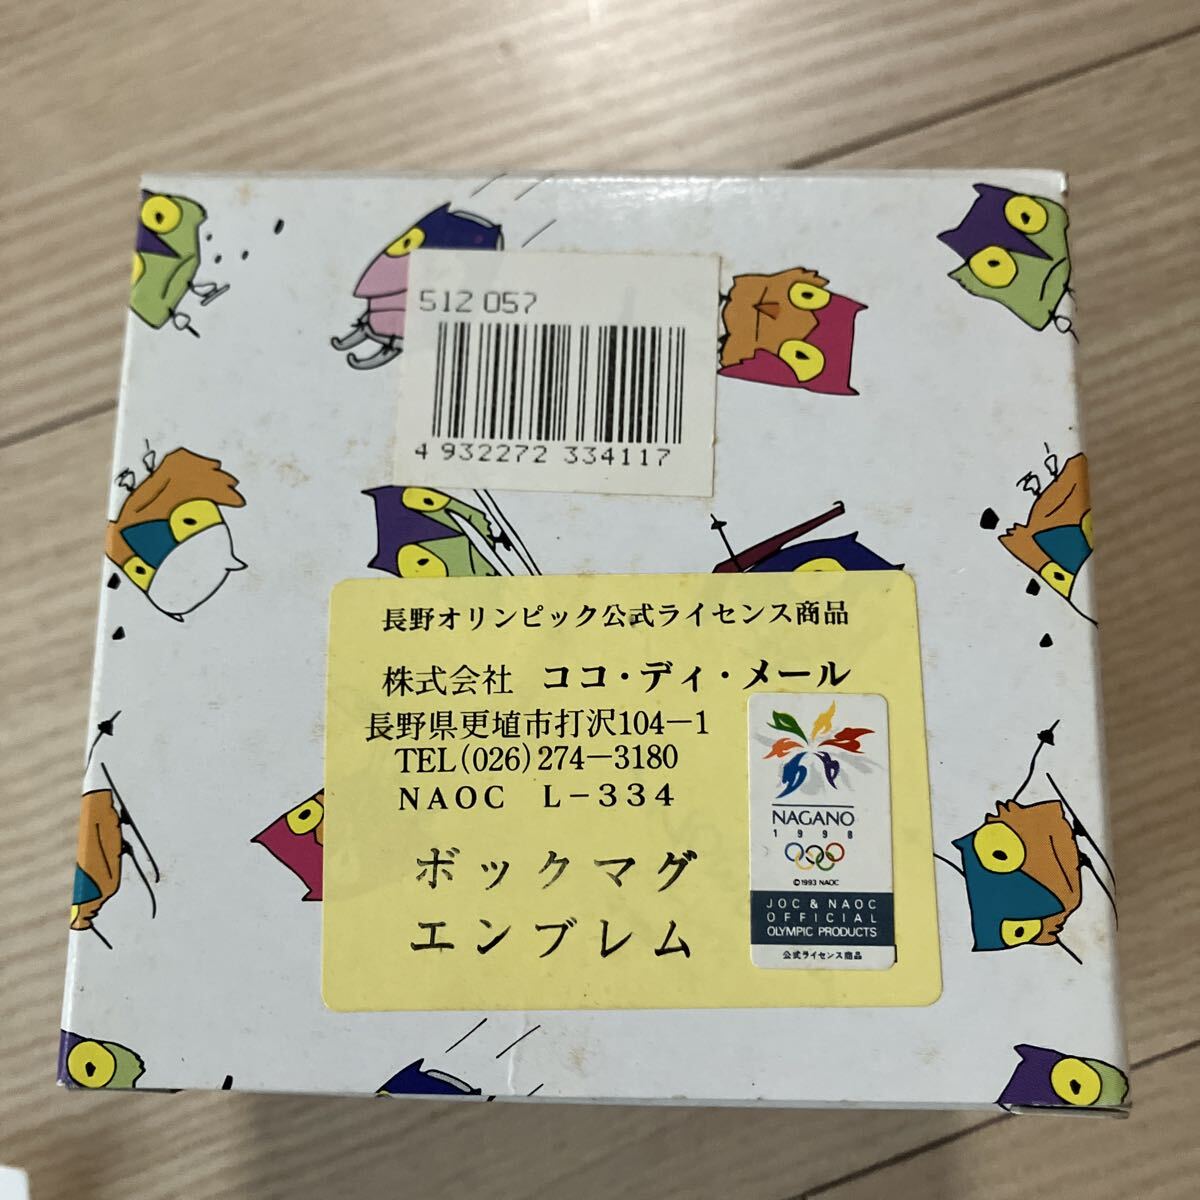 512 057
4 932272 334117
長野オリンピック公式ライセンス商品
株式会社 ココ・ディ・メール
長野県更埴市打沢104−1
TEL(026)274−3180
NAOC L−334
ボックマグ
エンブレム
NAGANO
1998
©1993 NAOC
JOC & NAOC
OFFICIAL
OLYMPIC PRODUCTS
公式ライセンス商品